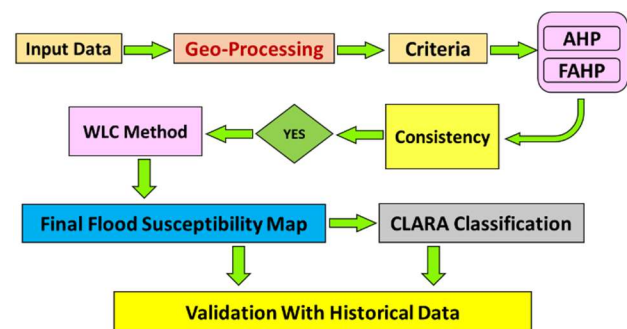 Input Data
Geo-Processing
Criteria
AHP
FAHP
Consistency
YES
WLC Method
Final Flood Susceptibility Map
CLARA Classification
Validation With Historical Data